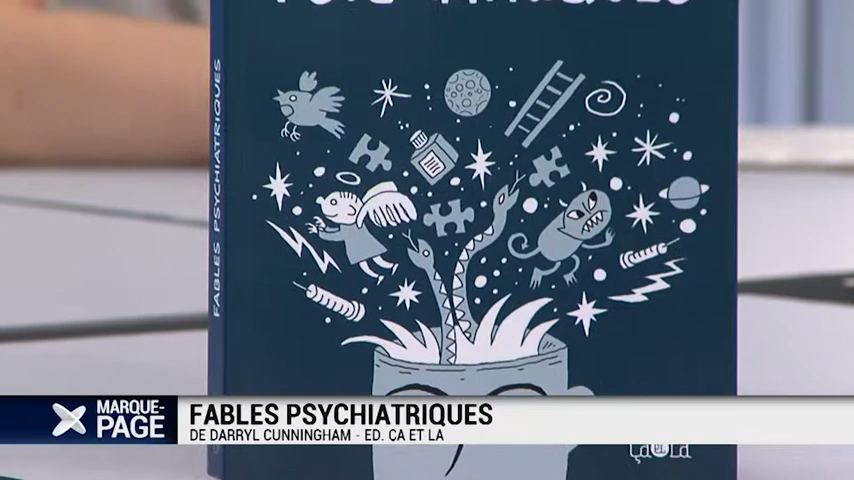 FABLES PSYCHIATRIQUES
MARQUE-
PAGE
FABLES PSYCHIATRIQUES
DE DARRYL CUNNINGHAM - ED. ÇA ET LA